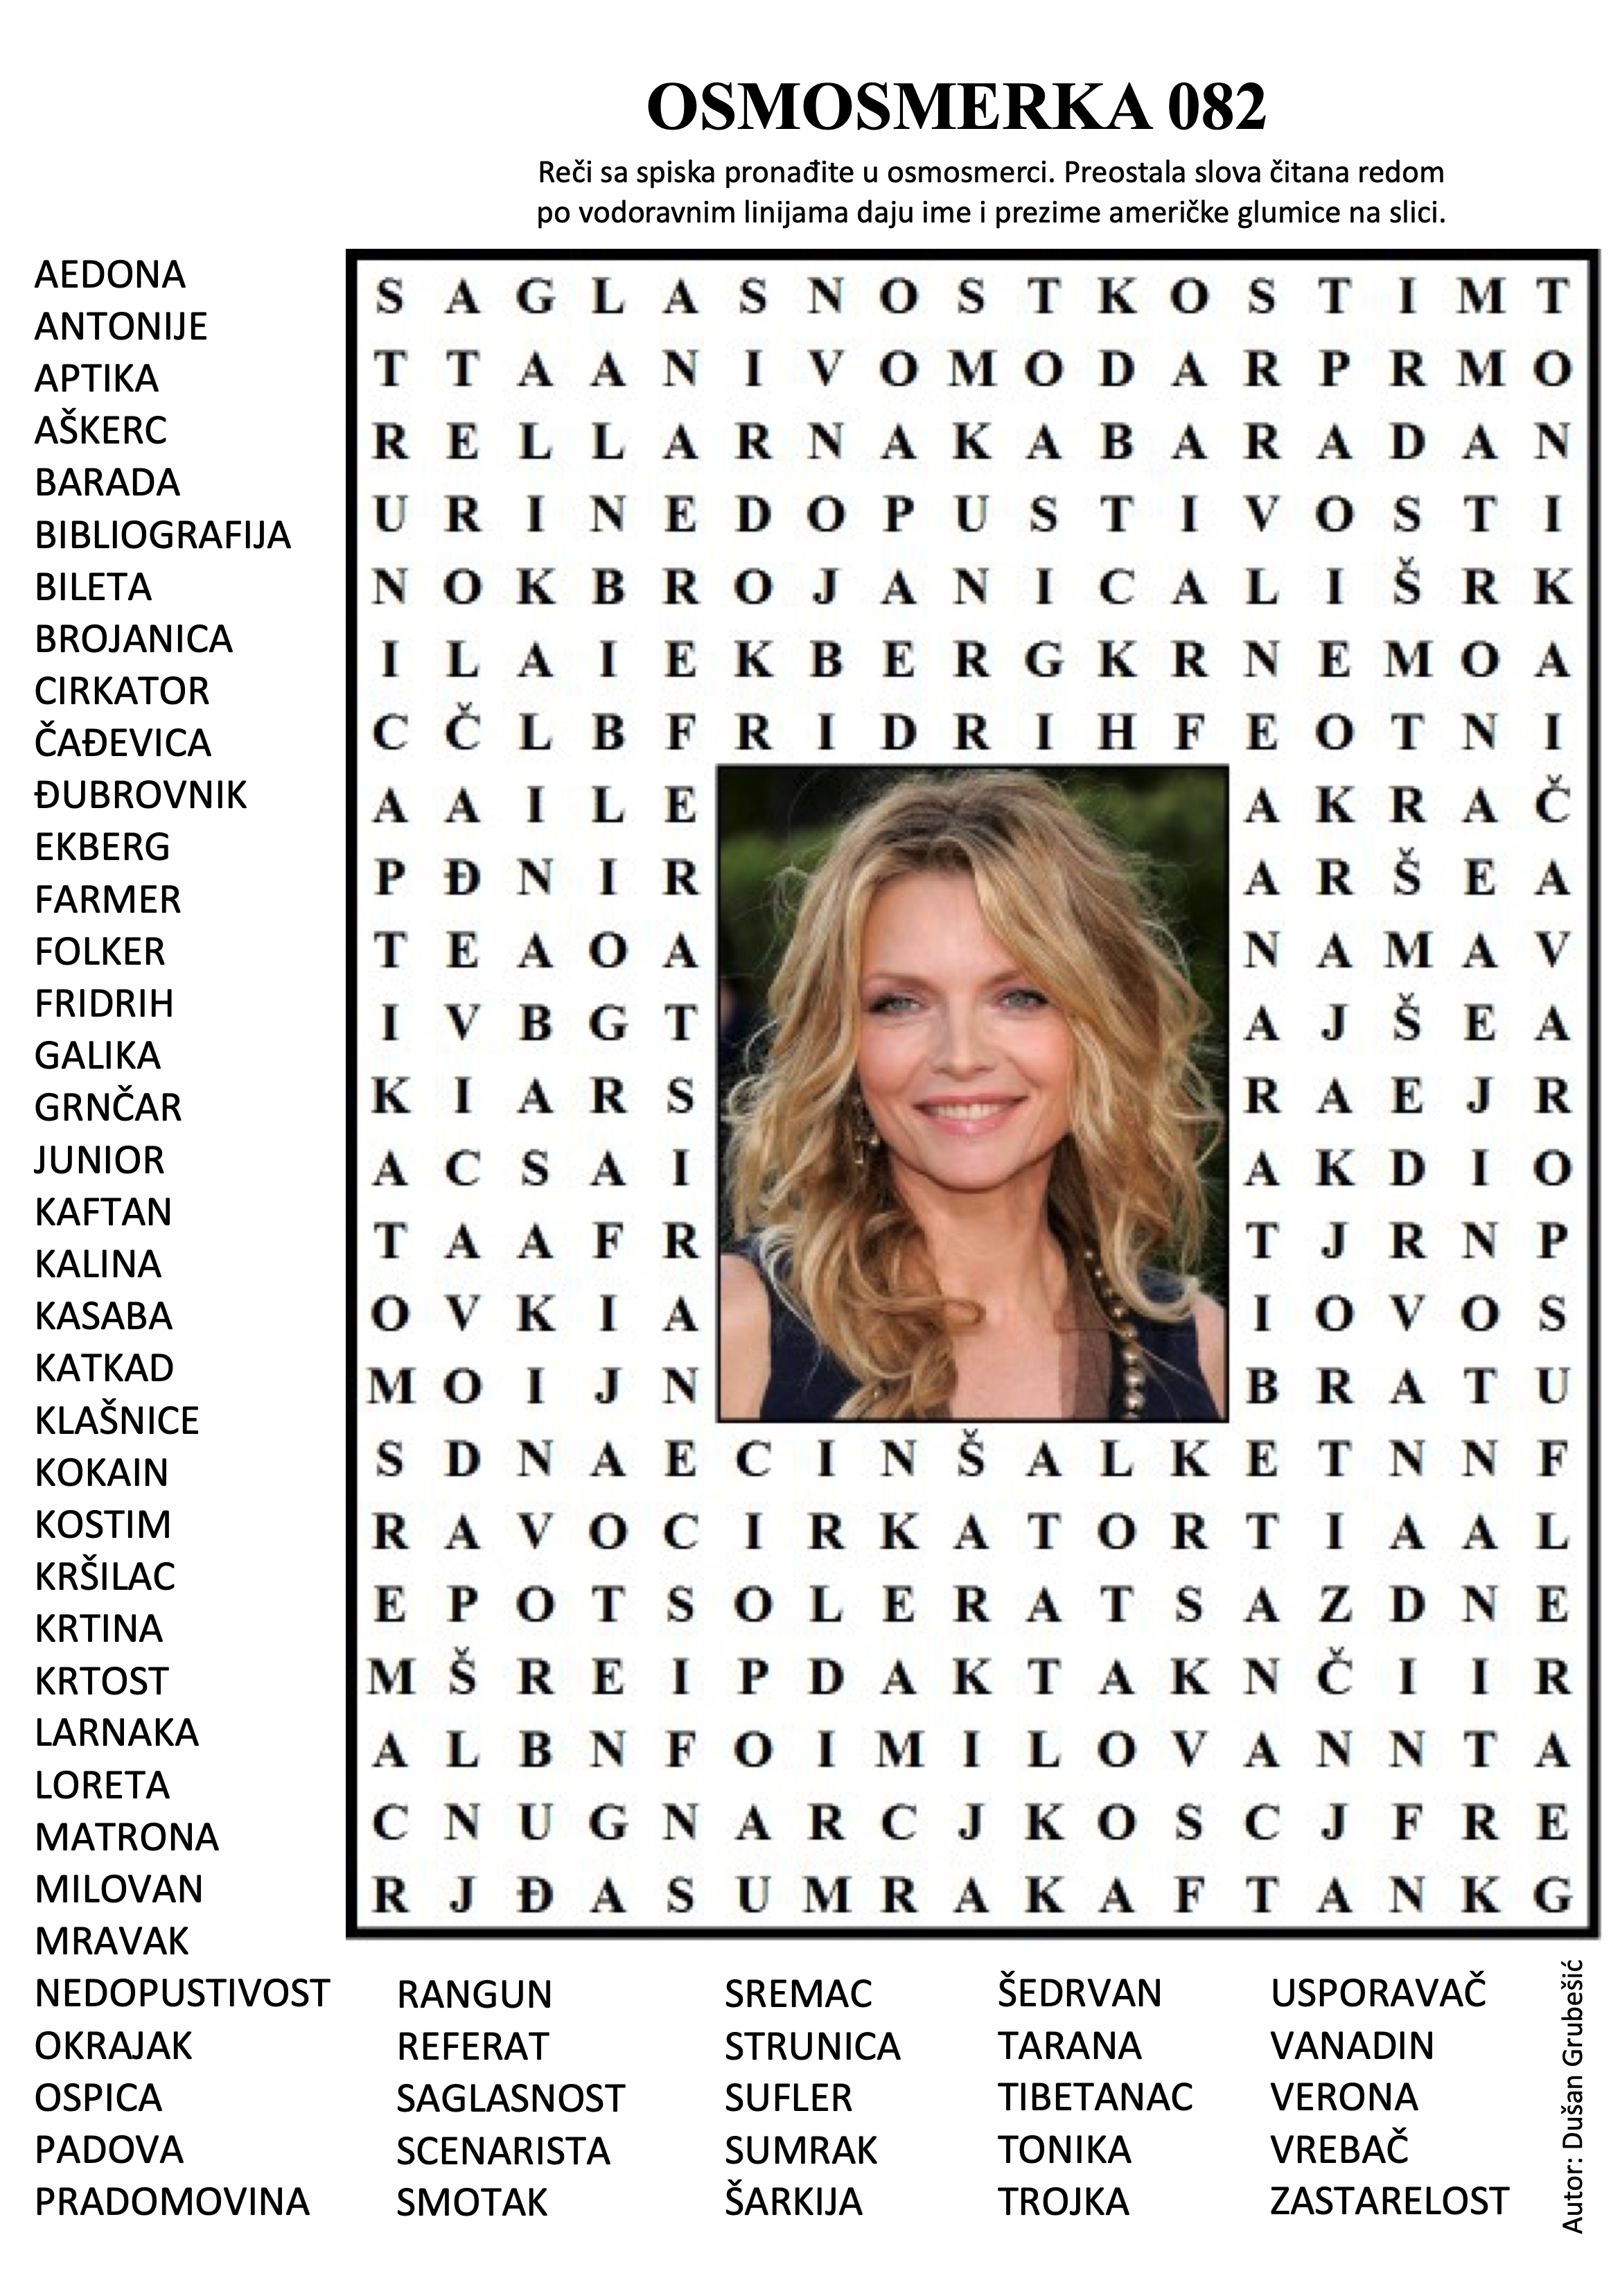 OSMOSMERKA 082
Reči sa spiska pronađite u osmosmerci. Preostala slova čitana redom
po vodoravnim linijama daju ime i prezime američke glumice na slici.
AEDONA
ANTONIJE
APTIKA
AŠKERC
BARADA
BIBLIOGRAFIJA
BILETA
BROJANICA
CIRKATOR
ČAĐEVICA
ĐUBROVNIK
EKBERG
FARMER
FOLKER
FRIDRIH
GALIKA
GRNČAR
JUNIOR
KAFTAN
KALINA
KASABA
KATKAD
KLAŠNICE
KOKAIN
KOSTIM
KRŠILAC
KRTINA
KRTOST
LARNAKA
LORETA
MATRONA
MILOVAN
MRAVAK
NEDOPUSTIVOST
OKRAJAK
OSPICA
PADOVA
PRADOMOVINA
S A G L A S N O S T K O S T I M T
T T A A N I V O M O D A R P R M O
R E L L A R N A K A B A R A D A N
U R I N E D O P U S T I V O S T I
N O K B R O J A N I C A L I Š R K
I L A I E K B E R G K R N E M O A
C Č L B F R I D R I H F E O T N I
A A I L E A K R A Č
P Đ N I R A R Š E A
T E A O A N A M A V
I V B G T A J Š E A
K I A R S R A E J R
A C S A I A K D I O
T A A F R T J R N P
O V K I A I O V O S
M O I J N B R A T U
S D N A E C I N Š A L K E T N N F
R A V O C I R K A T O R T I A A L
E P O T S O L E R A T S A Z D N E
M Š R E I P D A K T A K N Č I I R
A L B N F O I M I L O V A N N T A
C N U G N A R C J K O S C J F R E
R J Đ A S U M R A K A F T A N K G
RANGUN
REFERAT
SAGLASNOST
SCENARISTA
SMOTAK
SREMAC
STRUNICA
SUFLER
SUMRAK
ŠARKIJA
ŠEDRVAN
TARANA
TIBETANAC
TONIKA
TROJKA
USPORAVAČ
VANADIN
VERONA
VREBAČ
ZASTARELOST
Autor: Dušan Grubešić